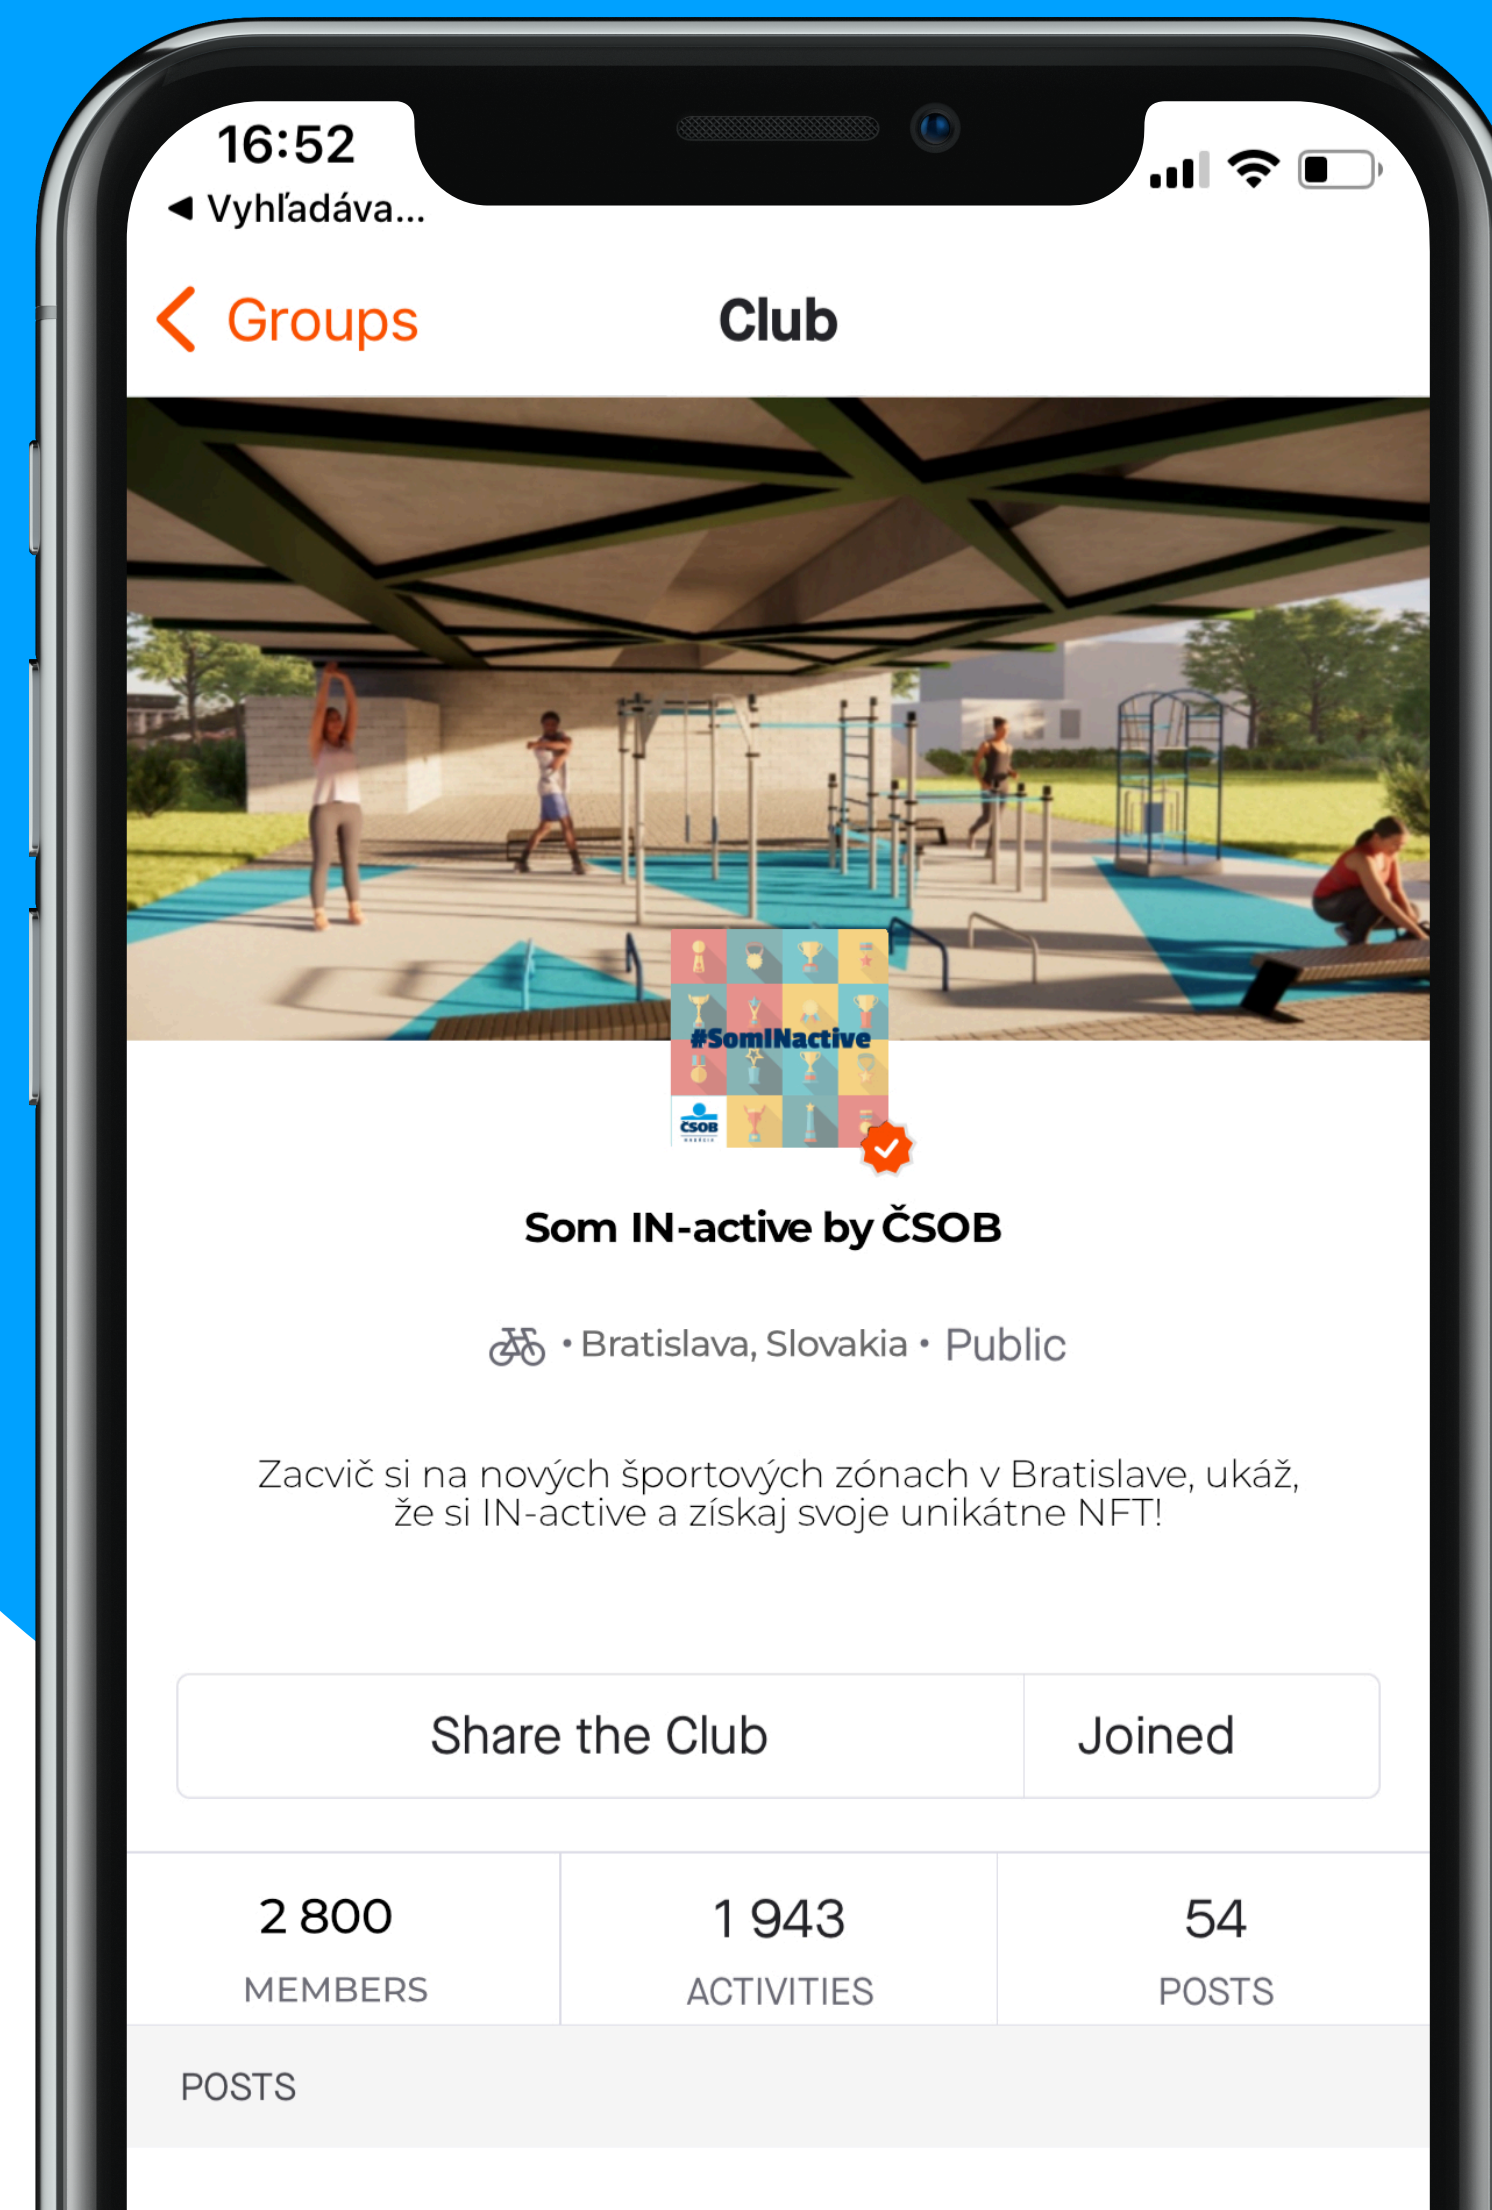 16:52
◀ Vyhľadáva...
Groups
Club
#SomINactive
ČSOB
Som IN-active by ČSOB
• Bratislava, Slovakia • Public
Zacvič si na nových športových zónach v Bratislave, ukáž,
že si IN-active a získaj svoje unikátne NFT!
Share the Club
Joined
2 800
1 943
54
MEMBERS
ACTIVITIES
POSTS
POSTS